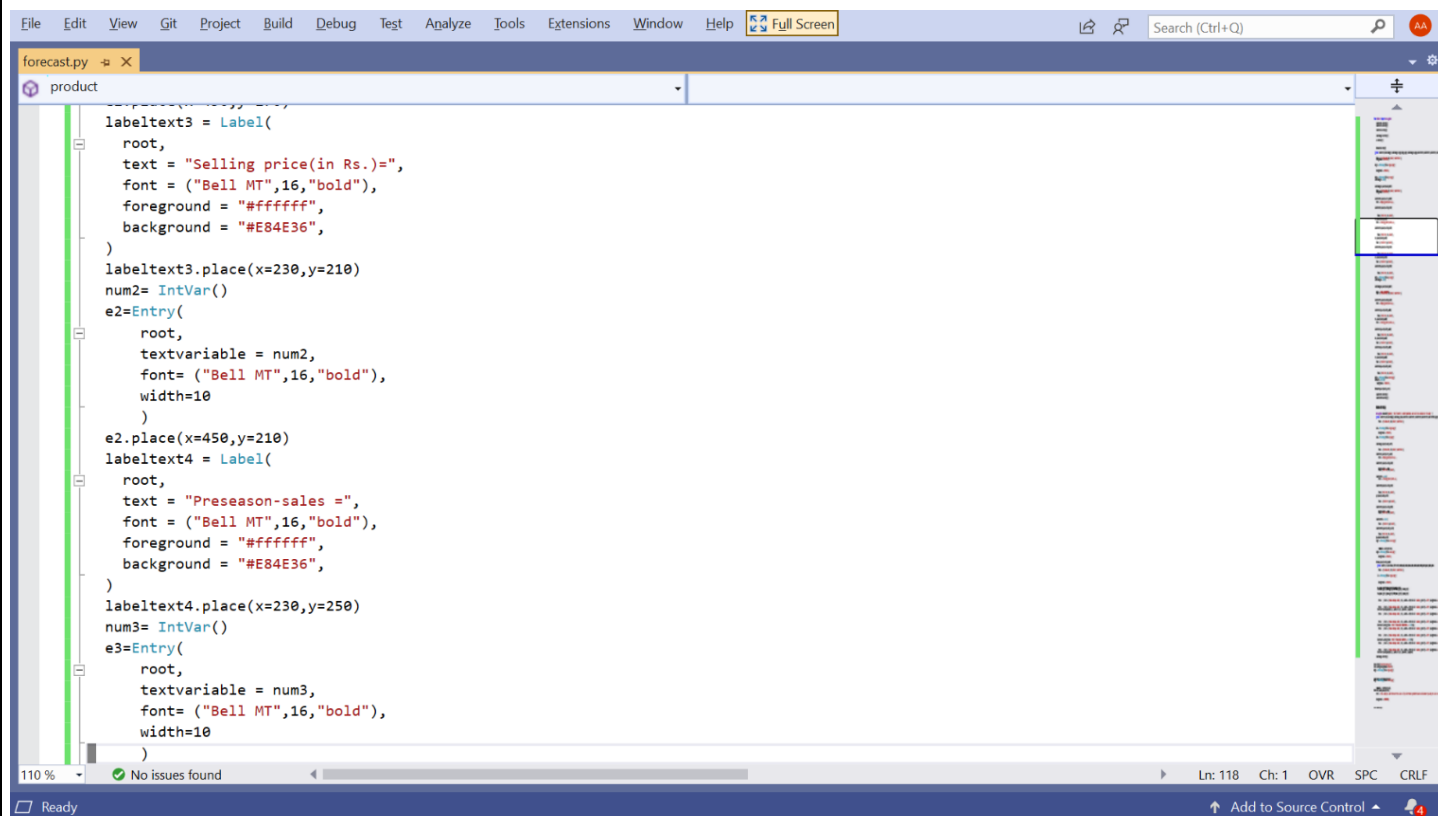 File Edit View Git Project Build Debug Test Analyze Tools Extensions Window Help Full Screen Search (Ctrl+Q) AA
forecast.py
product
labeltext3 = Label(
root,
text = "Selling price(in Rs.)=",
font = ("Bell MT",16,"bold"),
foreground = "#ffffff",
background = "#E84E36",
)
labeltext3.place(x=230,y=210)
num2= IntVar()
e2=Entry(
root,
textvariable = num2,
font= ("Bell MT",16,"bold"),
width=10
)
e2.place(x=450,y=210)
labeltext4 = Label(
root,
text = "Preseason-sales =",
font = ("Bell MT",16,"bold"),
foreground = "#ffffff",
background = "#E84E36",
)
labeltext4.place(x=230,y=250)
num3= IntVar()
e3=Entry(
root,
textvariable = num3,
font= ("Bell MT",16,"bold"),
width=10
)
110 % No issues found Ln: 118 Ch: 1 OVR SPC CRLF
Ready Add to Source Control 4